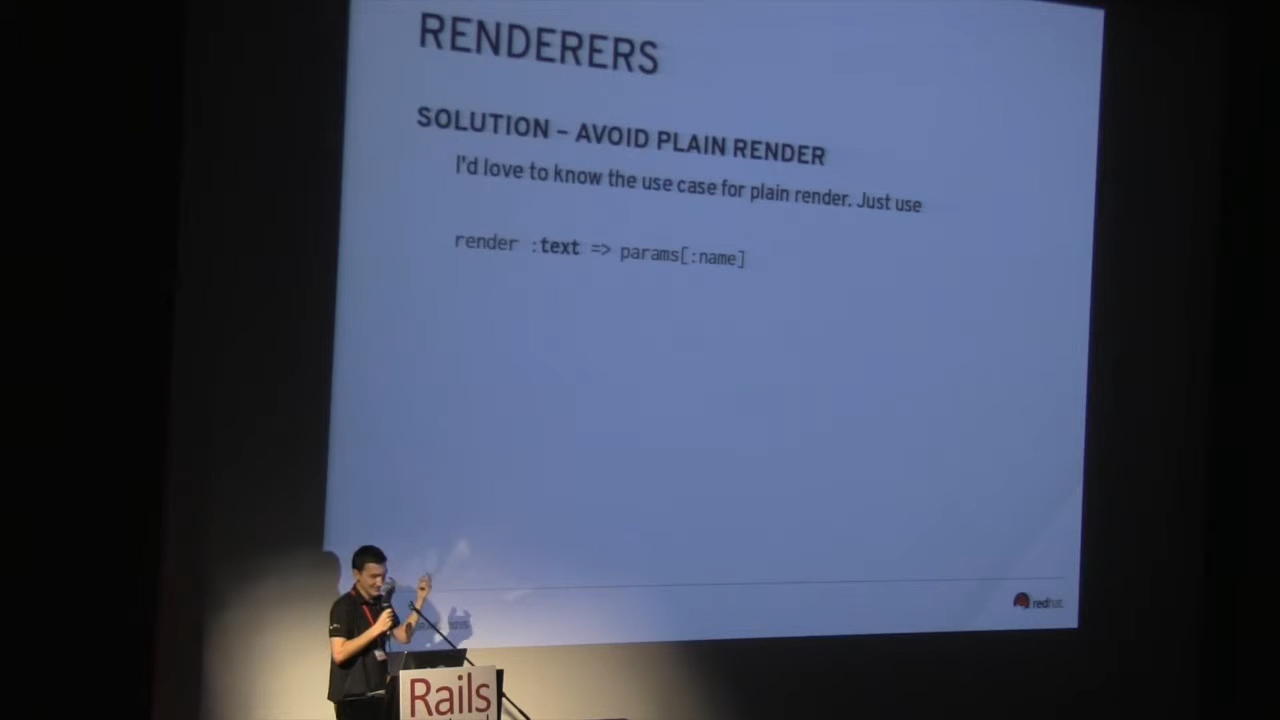 RENDERERS
SOLUTION – AVOID PLAIN RENDER
I'd love to know the use case for plain render. Just use
render :text => params[:name]
redhat
Rails